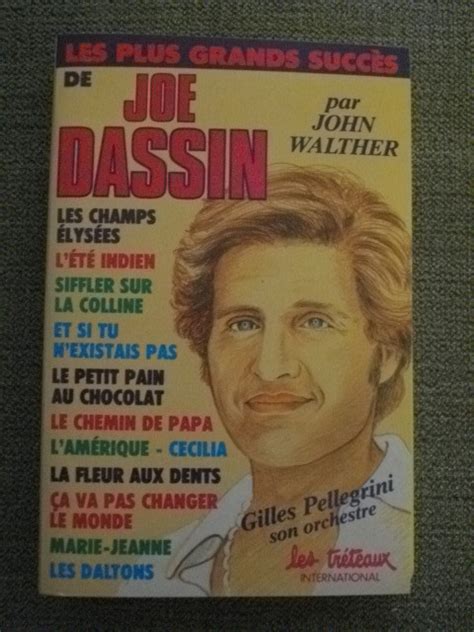 LES PLUS GRANDS SUCCÈS
DE
JOE
DASSIN
par
JOHN
WALTHER
LES CHAMPS
ÉLYSÉES
L'ÉTÉ INDIEN
SIFFLER SUR
LA COLLINE
ET SI TU
N'EXISTAIS PAS
LE PETIT PAIN
AU CHOCOLAT
LE CHEMIN DE PAPA
L'AMÉRIQUE - CECILIA
LA FLEUR AUX DENTS
ÇA VA PAS CHANGER
LE MONDE
MARIE-JEANNE
LES DALTONS
Gilles Pellegrini
son orchestre
les tréteaux
INTERNATIONAL